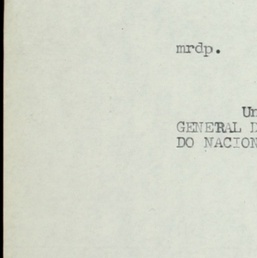 mrdp.
Un
GENERAL D
DO NACION